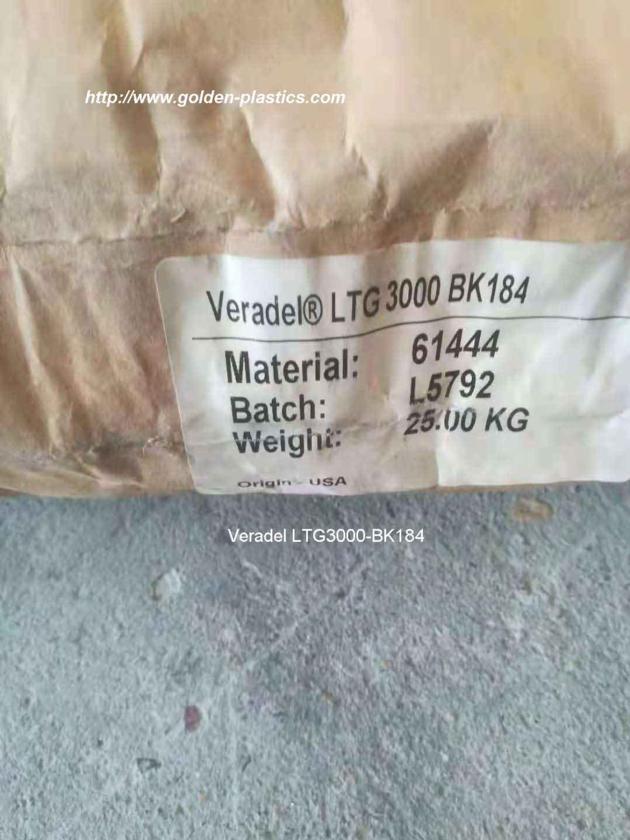 http://www.golden-plastics.com
Veradel® LTG 3000 BK184
Material: 61444
Batch: L5792
Weight: 25.00 KG
Origin - USA
Veradel LTG3000-BK184